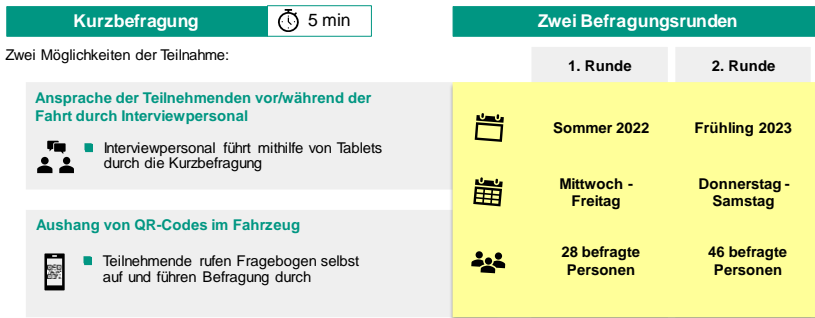 Kurzbefragung
5 min
Zwei Möglichkeiten der Teilnahme:
Ansprache der Teilnehmenden vor/während der
Fahrt durch Interviewpersonal
Interviewpersonal führt mithilfe von Tablets
durch die Kurzbefragung
Aushang von QR-Codes im Fahrzeug
Teilnehmende rufen Fragebogen selbst
auf und führen Befragung durch
Zwei Befragungsrunden
1. Runde 2. Runde
Sommer 2022 Frühling 2023
Mittwoch - Donnerstag -
Freitag Samstag
28 befragte 46 befragte
Personen Personen